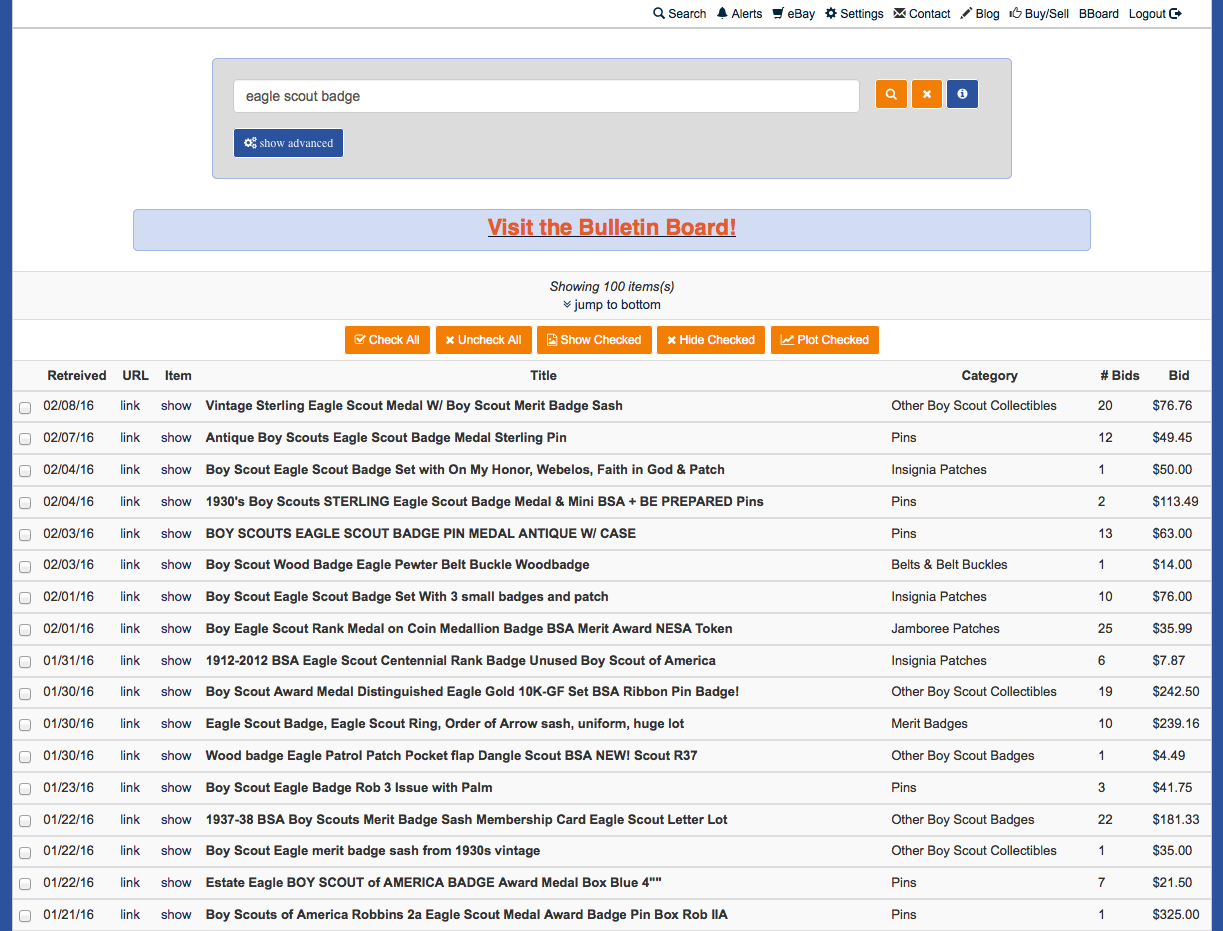 Search Alerts eBay Settings Contact Blog Buy/Sell BBoard Logout
eagle scout badge
show advanced
Visit the Bulletin Board!
Showing 100 items(s)
jump to bottom
Check All Uncheck All Show Checked Hide Checked Plot Checked
Retreived URL Item Title Category # Bids Bid
02/08/16 link show Vintage Sterling Eagle Scout Medal W/ Boy Scout Merit Badge Sash Other Boy Scout Collectibles 20 $76.76
02/07/16 link show Antique Boy Scouts Eagle Scout Badge Medal Sterling Pin Pins 12 $49.45
02/04/16 link show Boy Scout Eagle Scout Badge Set with On My Honor, Webelos, Faith in God & Patch Insignia Patches 1 $50.00
02/04/16 link show 1930's Boy Scouts STERLING Eagle Scout Badge Medal & Mini BSA + BE PREPARED Pins Pins 2 $113.49
02/03/16 link show BOY SCOUTS EAGLE SCOUT BADGE PIN MEDAL ANTIQUE W/ CASE Pins 13 $63.00
02/03/16 link show Boy Scout Wood Badge Eagle Pewter Belt Buckle Woodbadge Belts & Belt Buckles 1 $14.00
02/01/16 link show Boy Scout Eagle Scout Badge Set With 3 small badges and patch Insignia Patches 10 $76.00
02/01/16 link show Boy Eagle Scout Rank Medal on Coin Medallion Badge BSA Merit Award NESA Token Jamboree Patches 25 $35.99
01/31/16 link show 1912-2012 BSA Eagle Scout Centennial Rank Badge Unused Boy Scout of America Insignia Patches 6 $7.87
01/30/16 link show Boy Scout Award Medal Distinguished Eagle Gold 10K-GF Set BSA Ribbon Pin Badge! Other Boy Scout Collectibles 19 $242.50
01/30/16 link show Eagle Scout Badge, Eagle Scout Ring, Order of Arrow sash, uniform, huge lot Merit Badges 10 $239.16
01/30/16 link show Wood badge Eagle Patrol Patch Pocket flap Dangle Scout BSA NEW! Scout R37 Other Boy Scout Badges 1 $4.49
01/23/16 link show Boy Scout Eagle Badge Rob 3 Issue with Palm Pins 3 $41.75
01/22/16 link show 1937-38 BSA Boy Scouts Merit Badge Sash Membership Card Eagle Scout Letter Lot Other Boy Scout Badges 22 $181.33
01/22/16 link show Boy Scout Eagle merit badge sash from 1930s vintage Other Boy Scout Collectibles 1 $35.00
01/22/16 link show Estate Eagle BOY SCOUT of AMERICA BADGE Award Medal Box Blue 4"" Pins 7 $21.50
01/21/16 link show Boy Scouts of America Robbins 2a Eagle Scout Medal Award Badge Pin Box Rob IIA Pins 1 $325.00